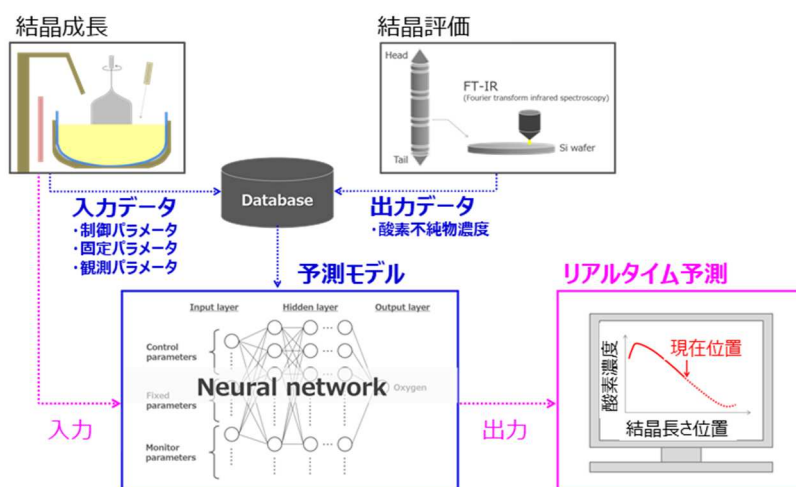 結晶成長
結晶評価
Head
Tail
FT-IR
(Fourier transform infrared spectroscopy)
Si wafer
Database
入力データ
・制御パラメータ
・固定パラメータ
・観測パラメータ
出力データ
・酸素不純物濃度
予測モデル
リアルタイム予測
Input layer
Hidden layer
Output layer
Control
parameters
Fixed
parameters
Monitor
parameters
Neural network
Oxygen
入力
出力
酸素濃度
現在位置
結晶長さ位置